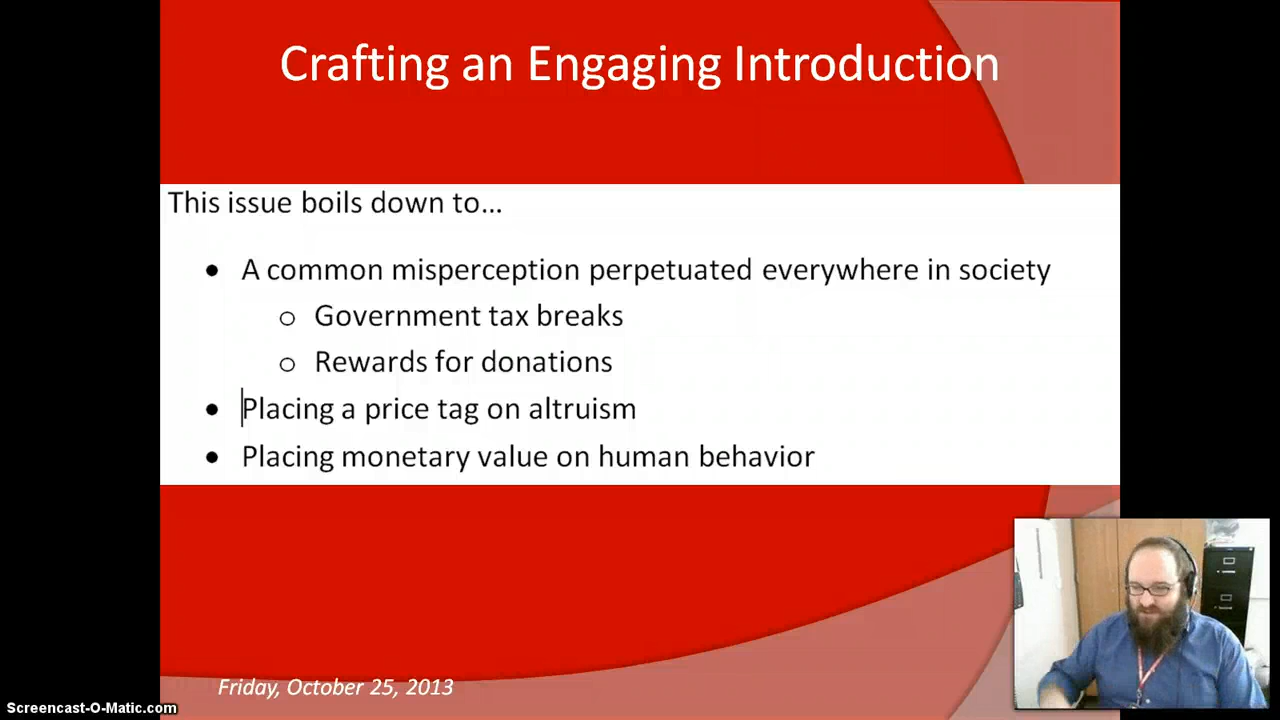 Crafting an Engaging Introduction
This issue boils down to…
• A common misperception perpetuated everywhere in society
o Government tax breaks
o Rewards for donations
• Placing a price tag on altruism
• Placing monetary value on human behavior
Friday, October 25, 2013
Screencast-O-Matic.com